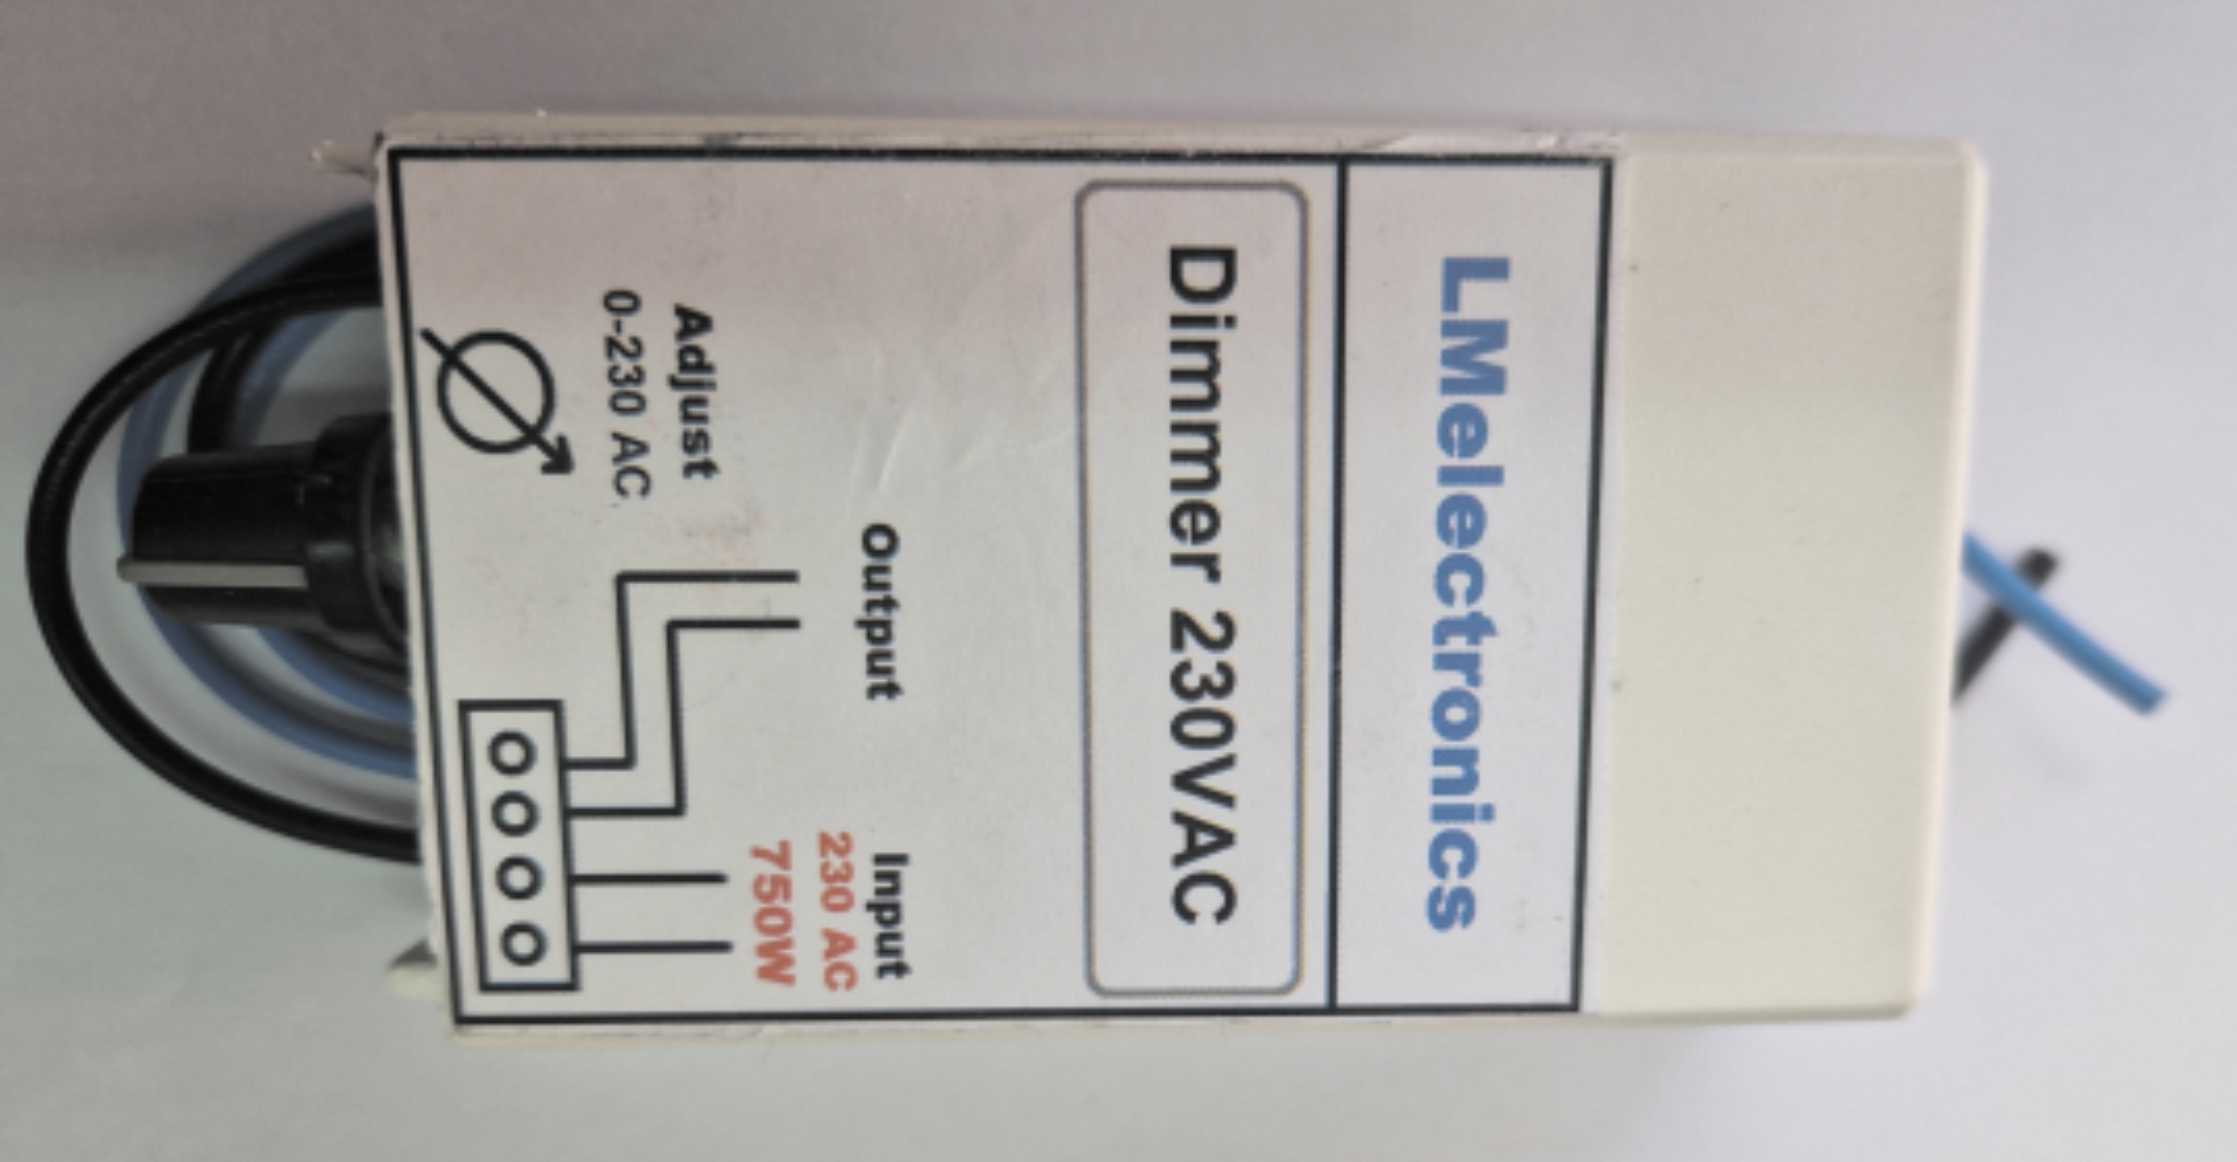 LMelectronics
Dimmer 230VAC
Output
Input
230 AC
750W
Adjust
0-230 AC